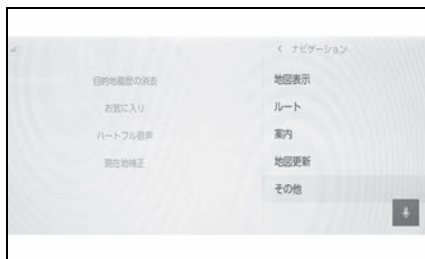 目的地履歴の消去
お気に入り
ハートフル音声
現在地補正
< ナビゲーション
地図表示
ルート
案内
地図更新
その他